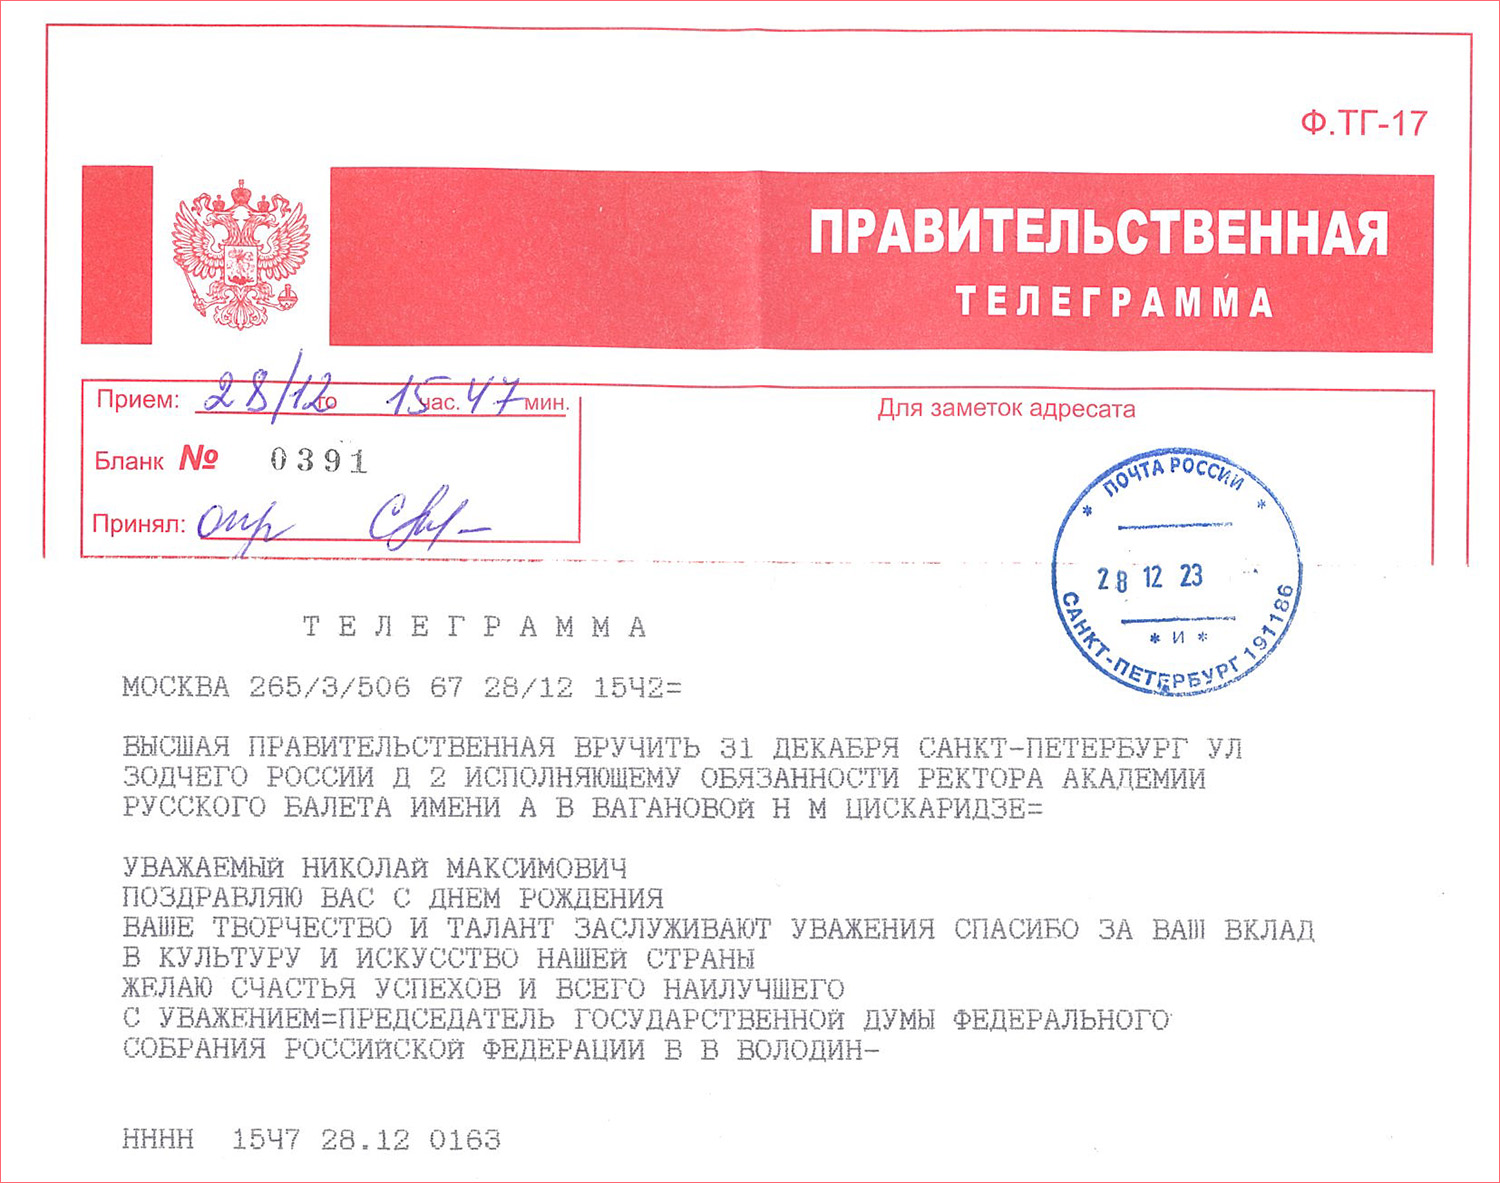 Ф.ТГ-17
ПРАВИТЕЛЬСТВЕННАЯ
ТЕЛЕГРАММА
Прием: 28/12 го 15 час. 47 мин.
Для заметок адресата
Бланк № 0391
Принял:
ПОЧТА РОССИИ
28 12 23
* И *
САНКТ-ПЕТЕРБУРГ 191186
ТЕЛЕГРАММА
МОСКВА 265/3/506 67 28/12 1542=
ВЫСШАЯ ПРАВИТЕЛЬСТВЕННАЯ ВРУЧИТЬ 31 ДЕКАБРЯ САНКТ-ПЕТЕРБУРГ УЛ
ЗОДЧЕГО РОССИИ Д 2 ИСПОЛНЯЮЩЕМУ ОБЯЗАННОСТИ РЕКТОРА АКАДЕМИИ
РУССКОГО БАЛЕТА ИМЕНИ А В ВАГАНОВОЙ Н М ЦИСКАРИДЗЕ=
УВАЖАЕМЫЙ НИКОЛАЙ МАКСИМОВИЧ
ПОЗДРАВЛЯЮ ВАС С ДНЕМ РОЖДЕНИЯ
ВАШЕ ТВОРЧЕСТВО И ТАЛАНТ ЗАСЛУЖИВАЮТ УВАЖЕНИЯ СПАСИБО ЗА ВАШ ВКЛАД
В КУЛЬТУРУ И ИСКУССТВО НАШЕЙ СТРАНЫ
ЖЕЛАЮ СЧАСТЬЯ УСПЕХОВ И ВСЕГО НАИЛУЧШЕГО
С УВАЖЕНИЕМ=ПРЕДСЕДАТЕЛЬ ГОСУДАРСТВЕННОЙ ДУМЫ ФЕДЕРАЛЬНОГО
СОБРАНИЯ РОССИЙСКОЙ ФЕДЕРАЦИИ В В ВОЛОДИН-
НННН 1547 28.12 0163